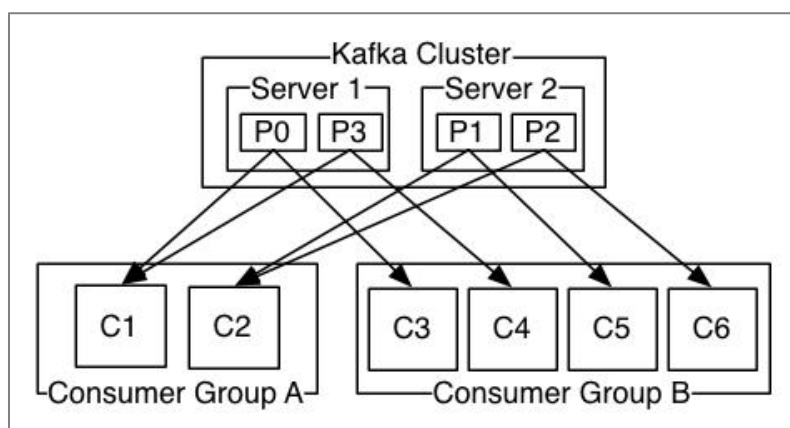 Kafka Cluster
Server 1 Server 2
P0 P3 P1 P2
C1 C2 C3 C4 C5 C6
Consumer Group A Consumer Group B